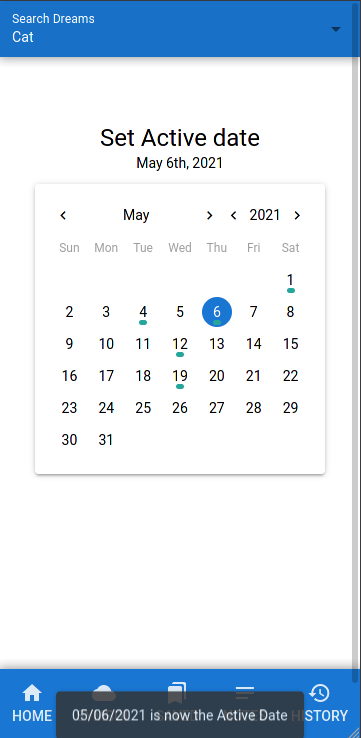 Search Dreams
Cat
Set Active date
May 6th, 2021
May 2021
Sun Mon Tue Wed Thu Fri Sat
1
2 3 4 5 6 7 8
9 10 11 12 13 14 15
16 17 18 19 20 21 22
23 24 25 26 27 28 29
30 31
05/06/2021 is now the Active Date
HOME HISTORY